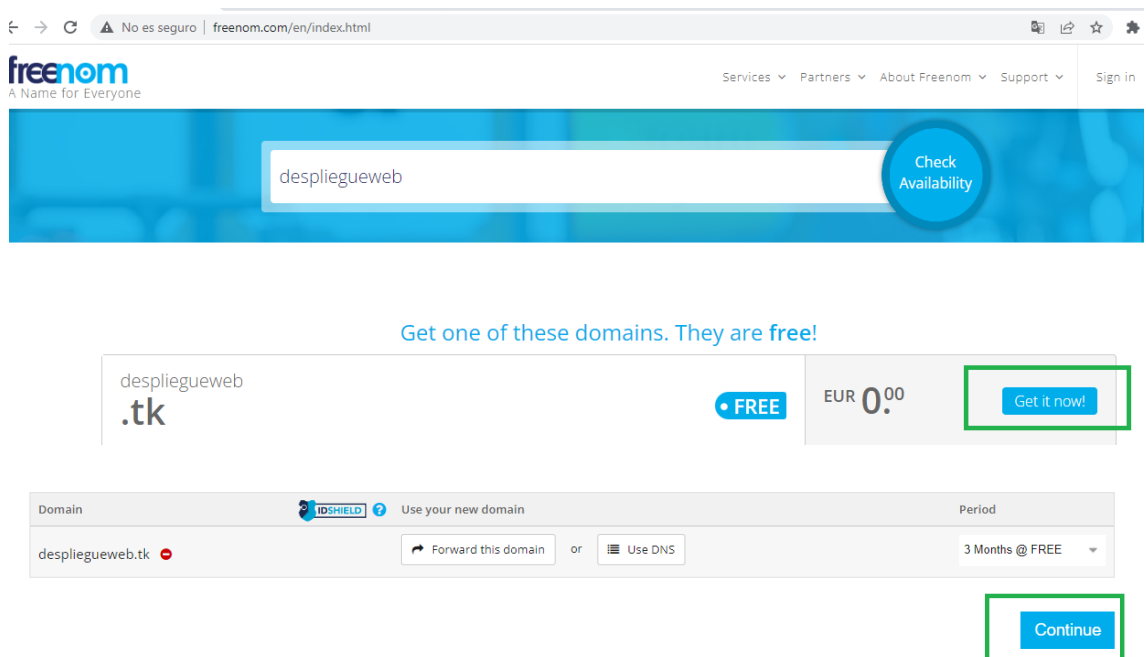 No es seguro | freenom.com/en/index.html
freenom
A Name for Everyone
Services Partners About Freenom Support Sign in
despliegueweb
Check
Availability
Get one of these domains. They are free!
despliegueweb
.tk
FREE
EUR 0.00
Get it now!
Domain IDSHIELD ? Use your new domain Period
despliegueweb.tk Forward this domain or Use DNS 3 Months @ FREE
Continue